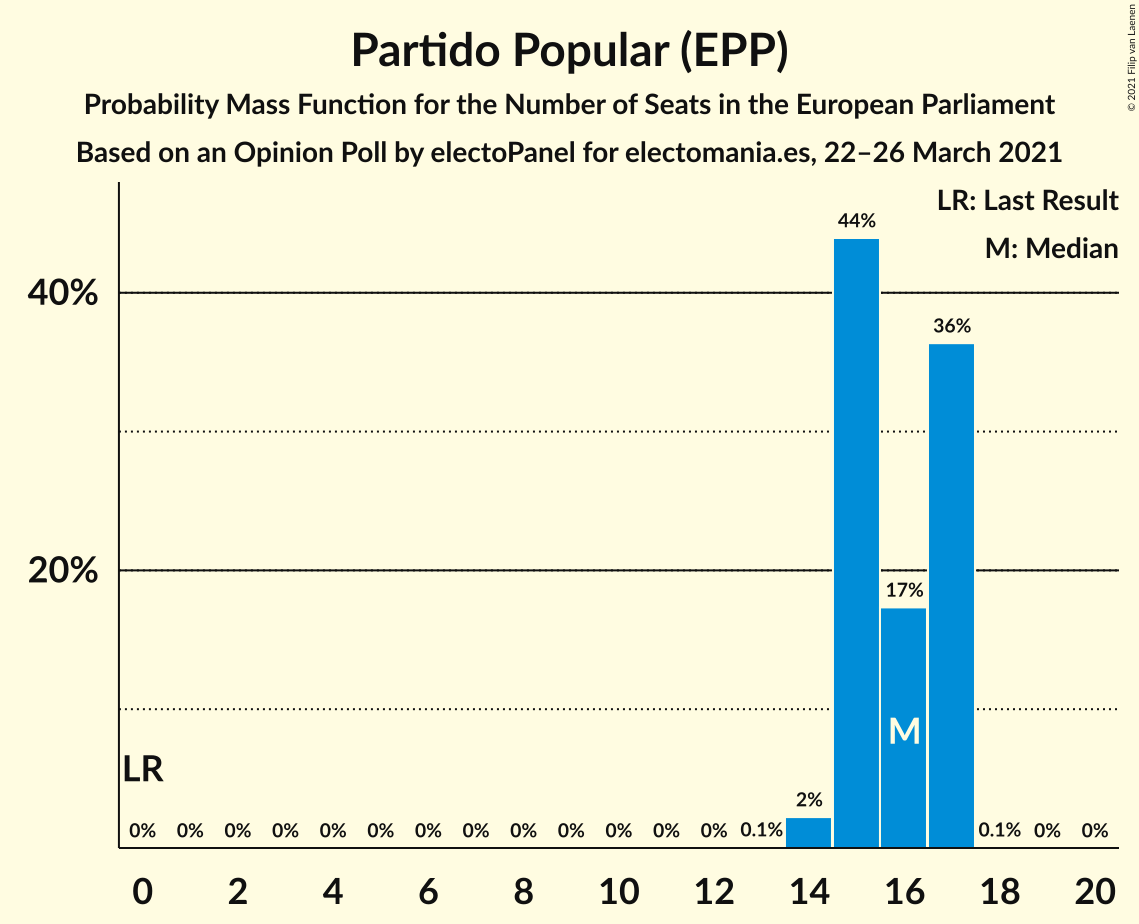 Partido Popular (EPP)
Probability Mass Function for the Number of Seats in the European Parliament
Based on an Opinion Poll by electoPanel for electomania.es, 22–26 March 2021
© 2021 Filip van Laenen
LR: Last Result
M: Median
44%
40%
36%
20%
17%
M
LR
2%
0% 0% 0% 0% 0% 0% 0% 0% 0% 0% 0% 0% 0% 0.1% 0.1% 0% 0%
0 2 4 6 8 10 12 14 16 18 20